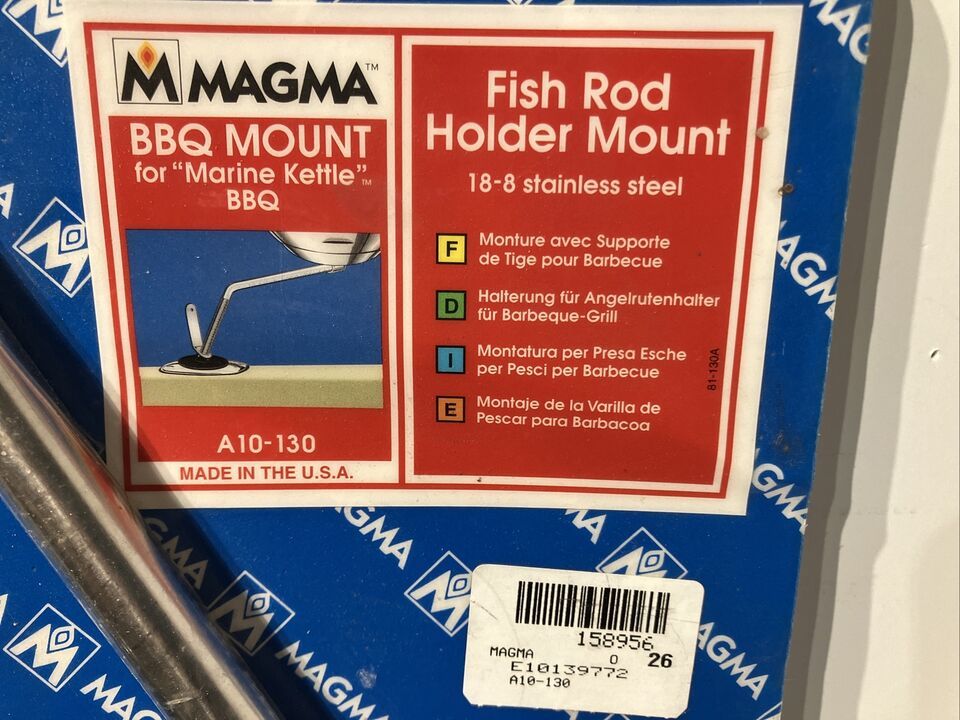 M MAGMA™
BBQ MOUNT
for “Marine Kettle”™
BBQ
A10-130
MADE IN THE U.S.A.
Fish Rod
Holder Mount
18-8 stainless steel
F Monture avec Supporte
de Tige pour Barbecue
D Halterung für Angelrutenhalter
für Barbeque-Grill
I Montatura per Presa Esche
per Pesci per Barbecue
E Montaje de la Varilla de
Pescar para Barbacoa
81-130A
MAGMA
MAGMA
MAGMA
MAGMA
MAGMA
MAGMA
MAGMA
MAGMA
158956
MAGMA 0 26
E10139772
A10-130